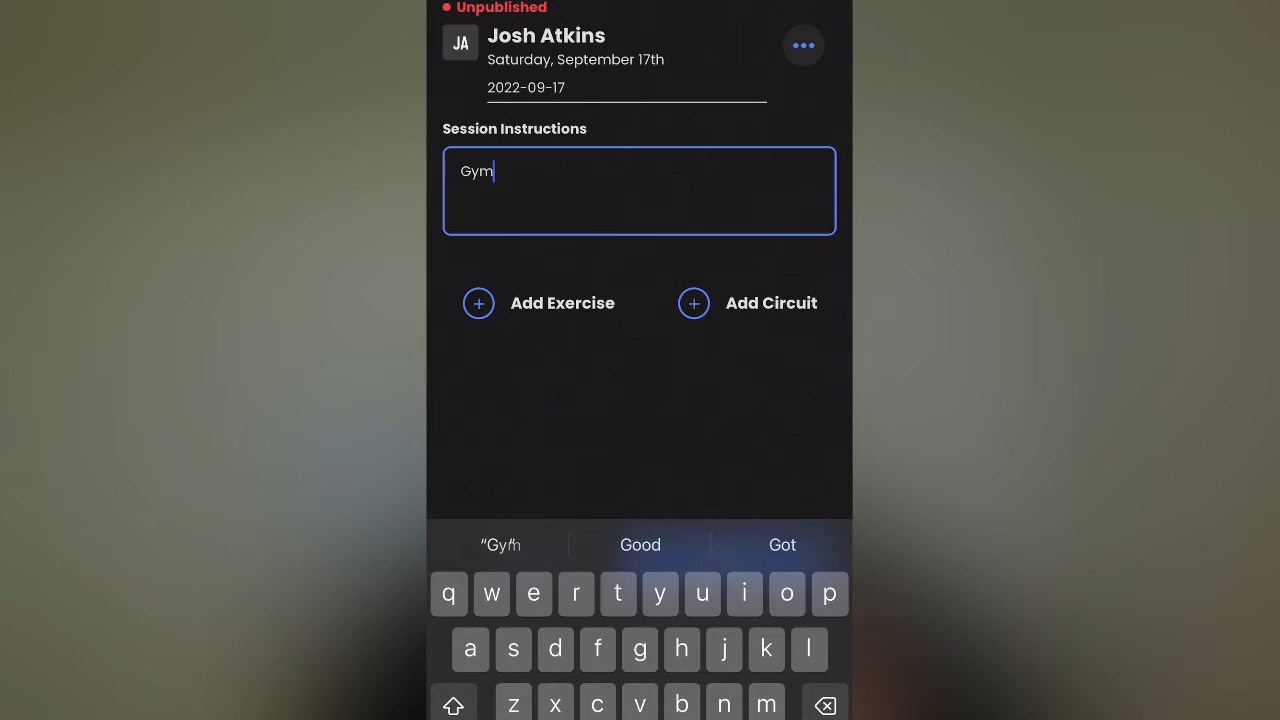 Unpublished
JA
Josh Atkins
Saturday, September 17th
2022-09-17
Session Instructions
Gym
Add Exercise
Add Circuit
Good Got
q w e r t y u i o p
a s d f g h j k l
z x c v b n m